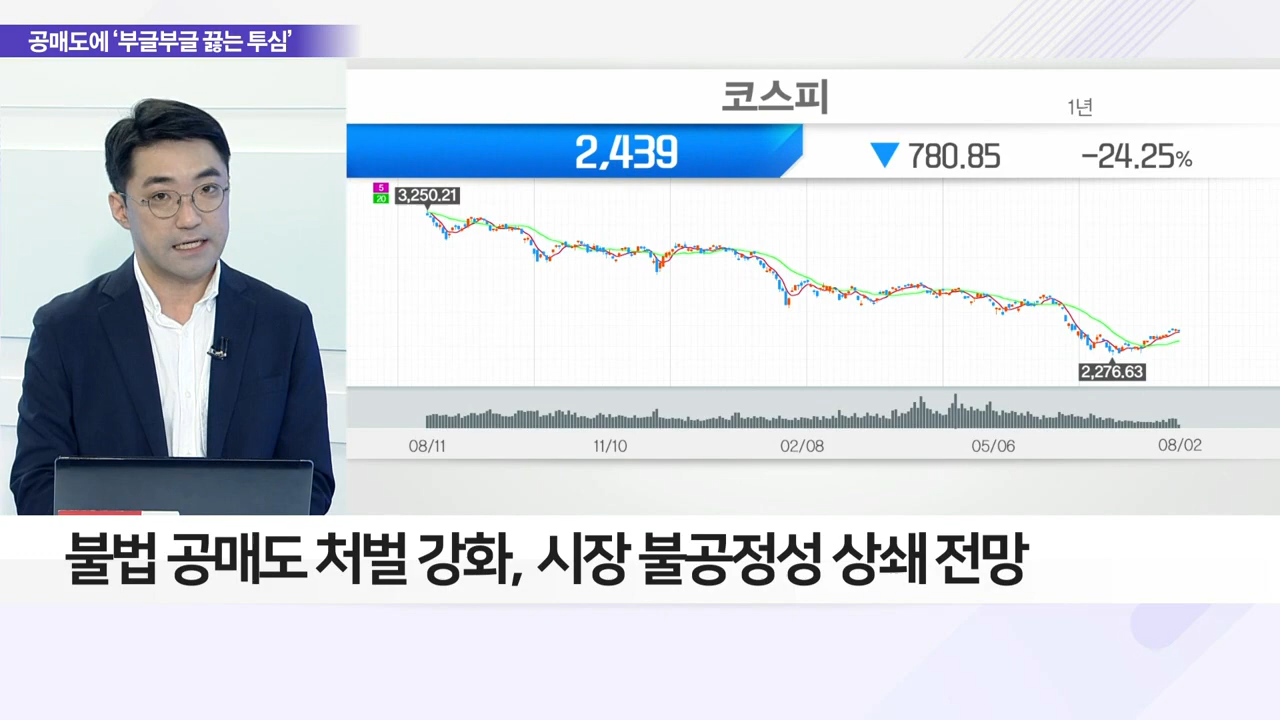 공매도에 ‘부글부글 끓는 투심’
코스피
1년
2,439 ▼ 780.85 -24.25%
5
20
3,250.21
2,276.63
08/11 11/10 02/08 05/06 08/02
불법 공매도 처벌 강화, 시장 불공정성 상쇄 전망